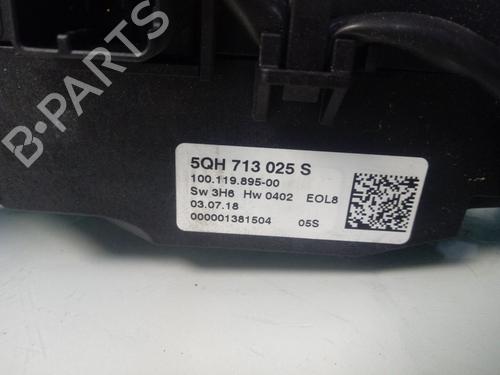 5QH 713 025 S
100.119.895-00
Sw 3H6 Hw 0402 EOL8
03.07.18
000001381504 05S
B-PARTS